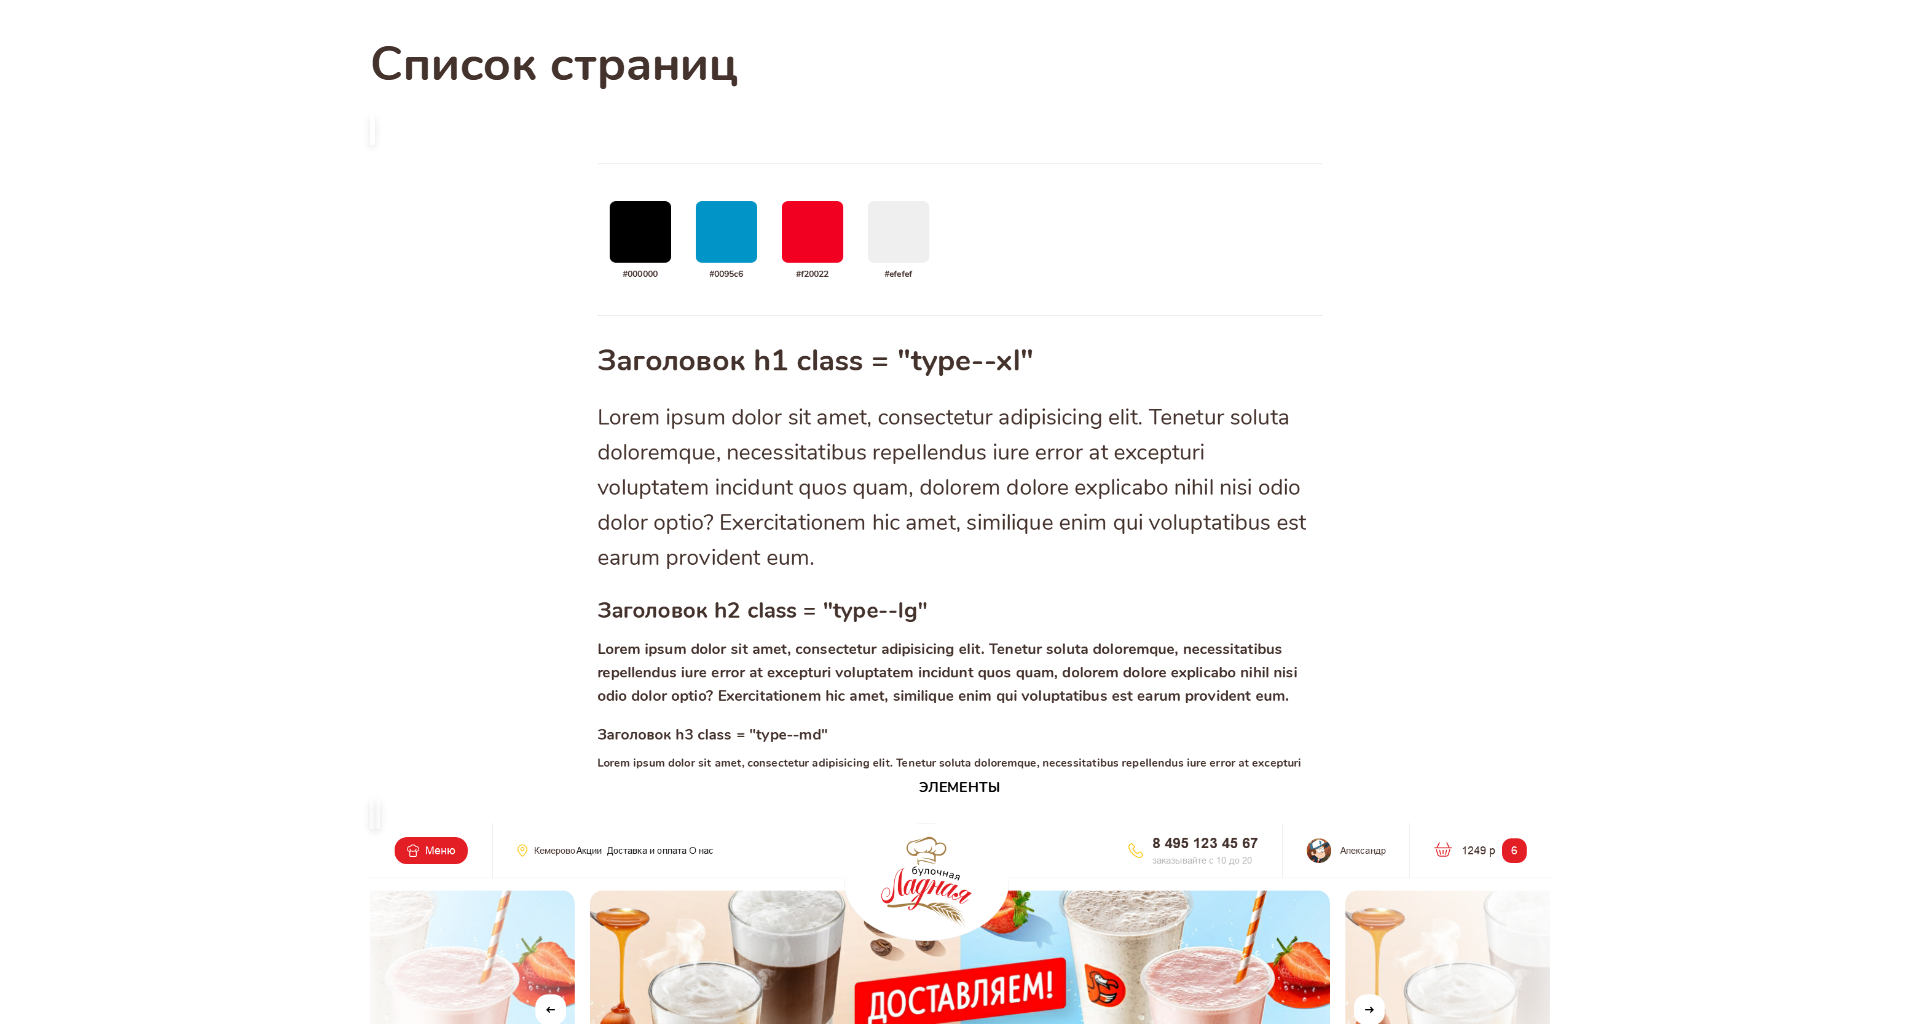 Список страниц
#000000 #0095c6 #f20022 #efefef
Заголовок h1 class = "type--xl"
Lorem ipsum dolor sit amet, consectetur adipisicing elit. Tenetur soluta
doloremque, necessitatibus repellendus iure error at excepturi
voluptatem incidunt quos quam, dolorem dolore explicabo nihil nisi odio
dolor optio? Exercitationem hic amet, similique enim qui voluptatibus est
earum provident eum.
Заголовок h2 class = "type--lg"
Lorem ipsum dolor sit amet, consectetur adipisicing elit. Tenetur soluta doloremque, necessitatibus
repellendus iure error at excepturi voluptatem incidunt quos quam, dolorem dolore explicabo nihil nisi
odio dolor optio? Exercitationem hic amet, similique enim qui voluptatibus est earum provident eum.
Заголовок h3 class = "type--md"
Lorem ipsum dolor sit amet, consectetur adipisicing elit. Tenetur soluta doloremque, necessitatibus repellendus iure error at excepturi
ЭЛЕМЕНТЫ
Меню
Кемерово Акции Доставка и оплата О нас
булочная
Ладная
8 495 123 45 67
заказывайте с 10 до 20
Александр
1249 р 6
ДОСТАВЛЯЕМ!